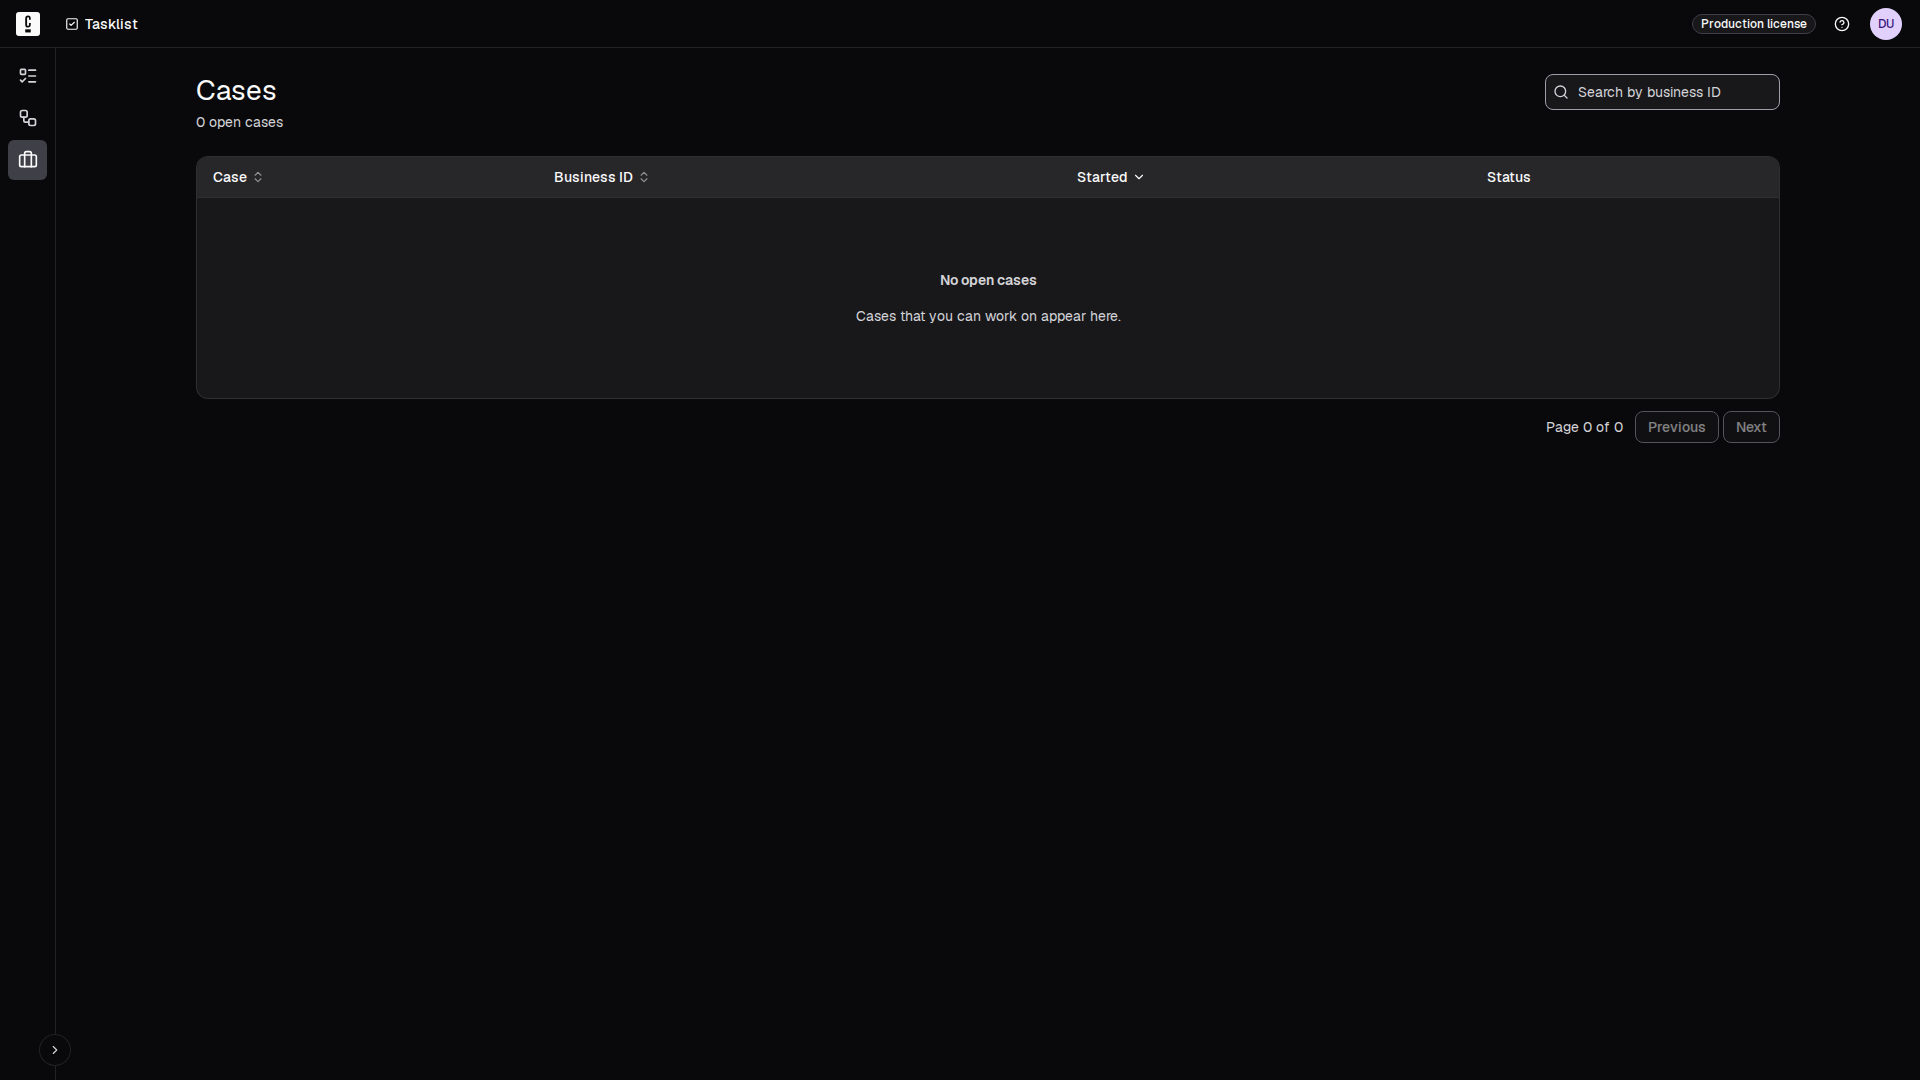 Tasklist
Production license
DU
Cases
0 open cases
Search by business ID
Case
Business ID
Started
Status
No open cases
Cases that you can work on appear here.
Page 0 of 0
Previous
Next